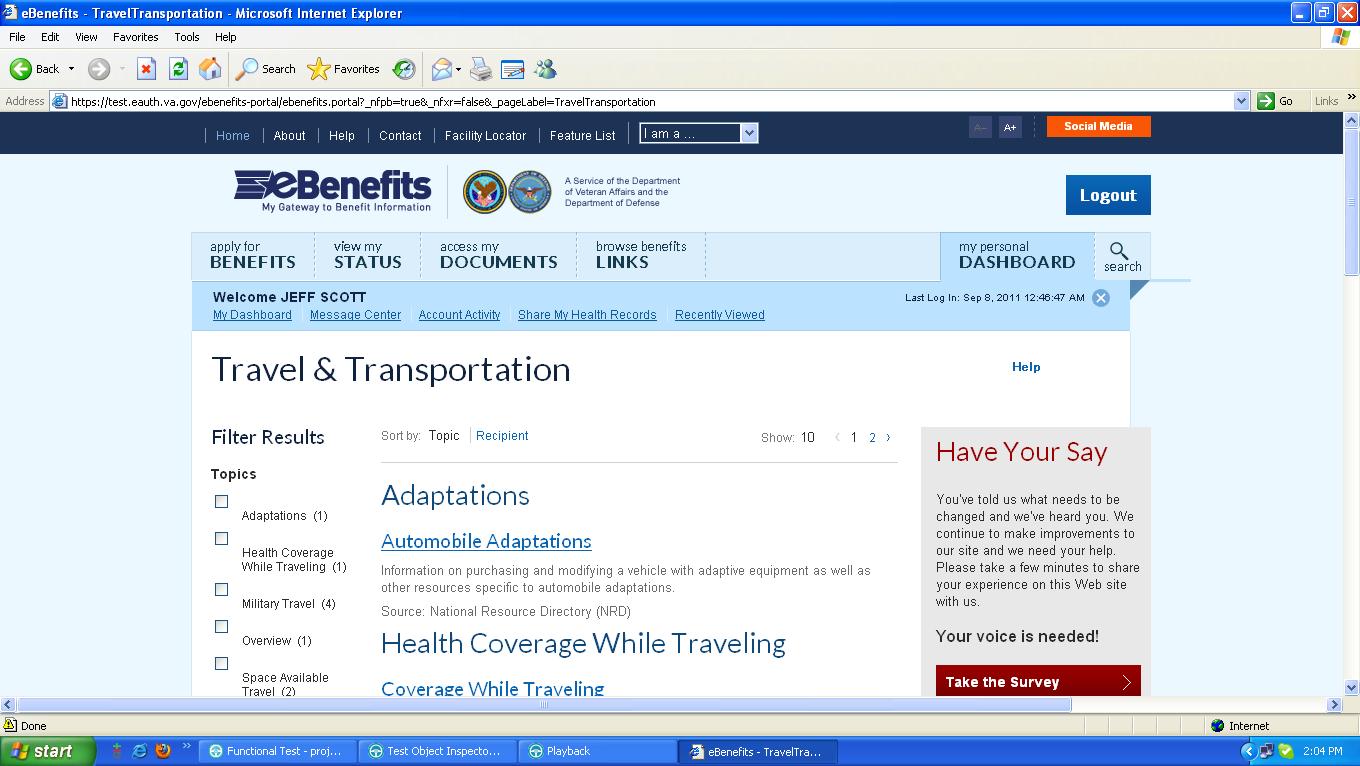 eBenefits - TravelTransportation - Microsoft Internet Explorer
File Edit View Favorites Tools Help
Back Search Favorites
Address https://test.eauth.va.gov/ebenefits-portal/ebenefits.portal?_nfpb=true&_nfxr=false&_pageLabel=TravelTransportation Go Links »
Home About Help Contact Facility Locator Feature List I am a ... A- A+ Social Media
eBenefits
My Gateway to Benefit Information
A Service of the Department
of Veteran Affairs and the
Department of Defense
Logout
apply for
BENEFITS
view my
STATUS
access my
DOCUMENTS
browse benefits
LINKS
my personal
DASHBOARD
search
Welcome JEFF SCOTT
Last Log In: Sep 8, 2011 12:46:47 AM
My Dashboard Message Center Account Activity Share My Health Records Recently Viewed
Travel & Transportation
Help
Filter Results
Topics
Adaptations (1)
Health Coverage
While Traveling (1)
Military Travel (4)
Overview (1)
Space Available
Travel (2)
Sort by: Topic Recipient
Show: 10 ‹ 1 2 ›
Adaptations
Automobile Adaptations
Information on purchasing and modifying a vehicle with adaptive equipment as well as
other resources specific to automobile adaptations.
Source: National Resource Directory (NRD)
Health Coverage While Traveling
Coverage While Traveling
Have Your Say
You've told us what needs to be
changed and we've heard you. We
continue to make improvements to
our site and we need your help.
Please take a few minutes to share
your experience on this Web site
with us.
Your voice is needed!
Take the Survey
Done
Internet
start » Functional Test - proj... Test Object Inspecto... Playback eBenefits - TravelTra... 2:04 PM